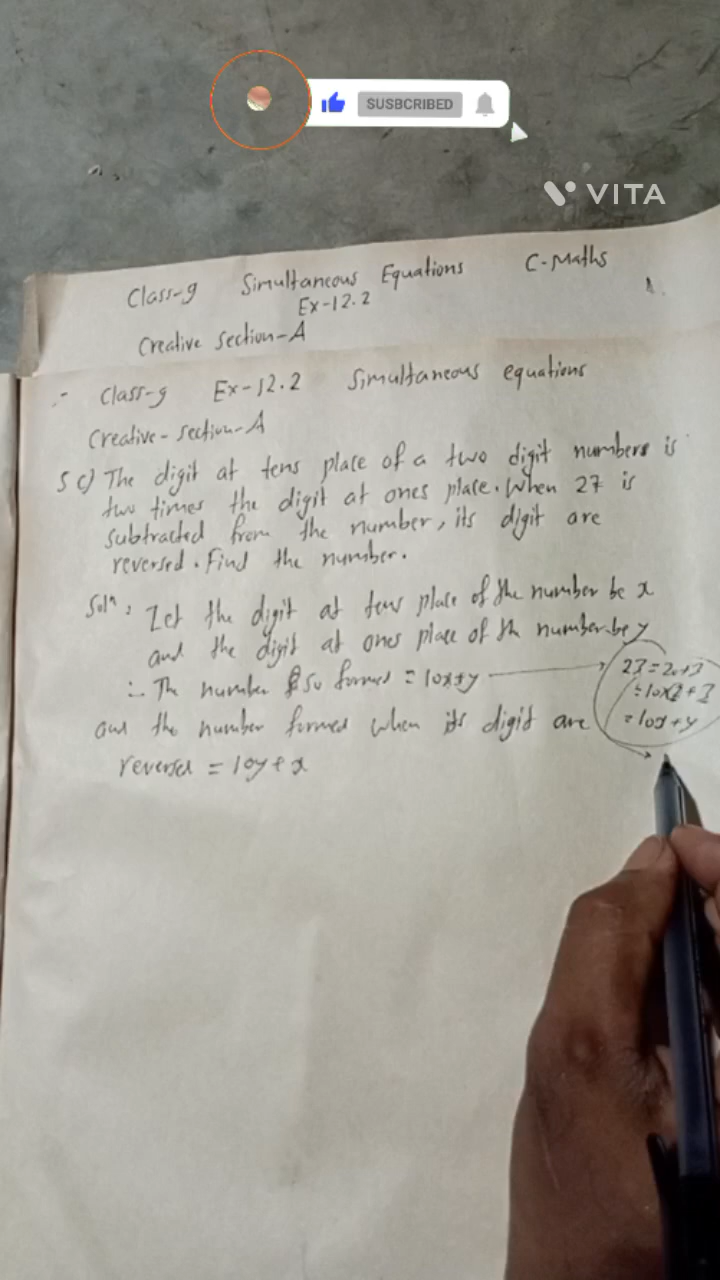 SUSBCRIBED
VITA
Class-9 Simultaneous Equations C-Maths
Ex-12.2
Creative Section-A
:- Class-9 Ex-12.2 Simultaneous equations
Creative-section-A
5 c) The digit at tens place of a two digit numbers is
two times the digit at ones place. When 27 is
subtracted from the number, its digit are
reversed. Find the number.
Solⁿ: Let the digit at tens place of the number be x
and the digit at ones place of the number be y
∴ The number so formed = 10x+y
23=20+3
=10×2+3
=10x+y
and the number formed when its digit are
reversed = 10y+x